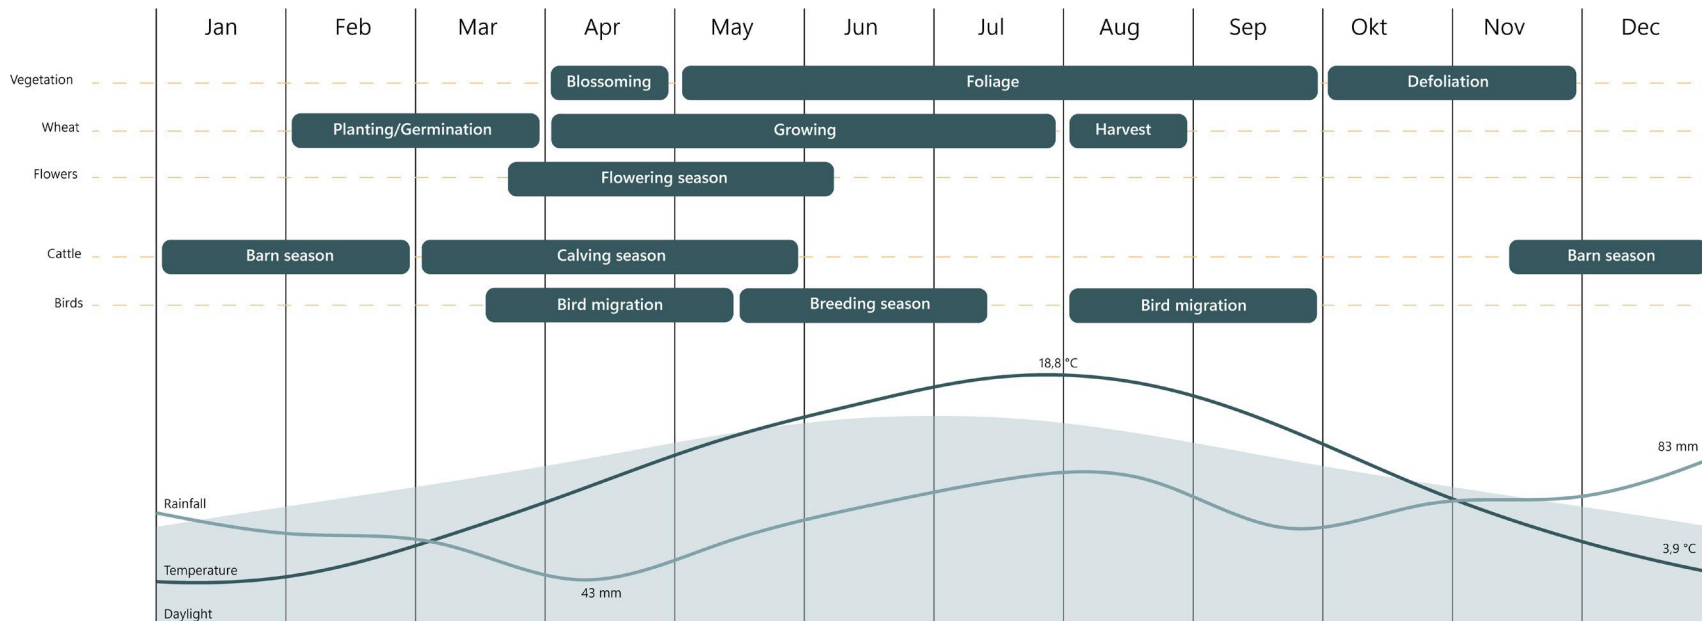 Jan Feb Mar Apr May Jun Jul Aug Sep Okt Nov Dec
Vegetation Blossoming Foliage Defoliation
Wheat Planting/Germination Growing Harvest
Flowers Flowering season
Cattle Barn season Calving season Barn season
Birds Bird migration Breeding season Bird migration
18,8 °C
83 mm
Rainfall
3,9 °C
Temperature
43 mm
Daylight